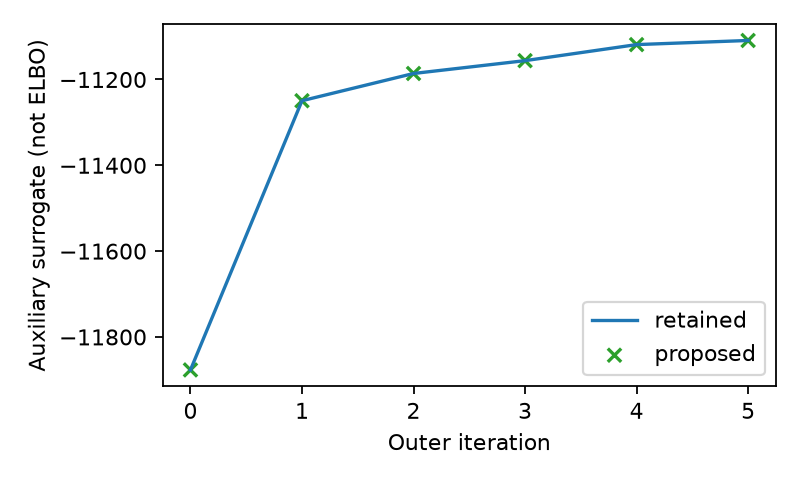 Auxiliary surrogate (not ELBO)
−11200
−11400
−11600
−11800
0 1 2 3 4 5
Outer iteration
retained
proposed